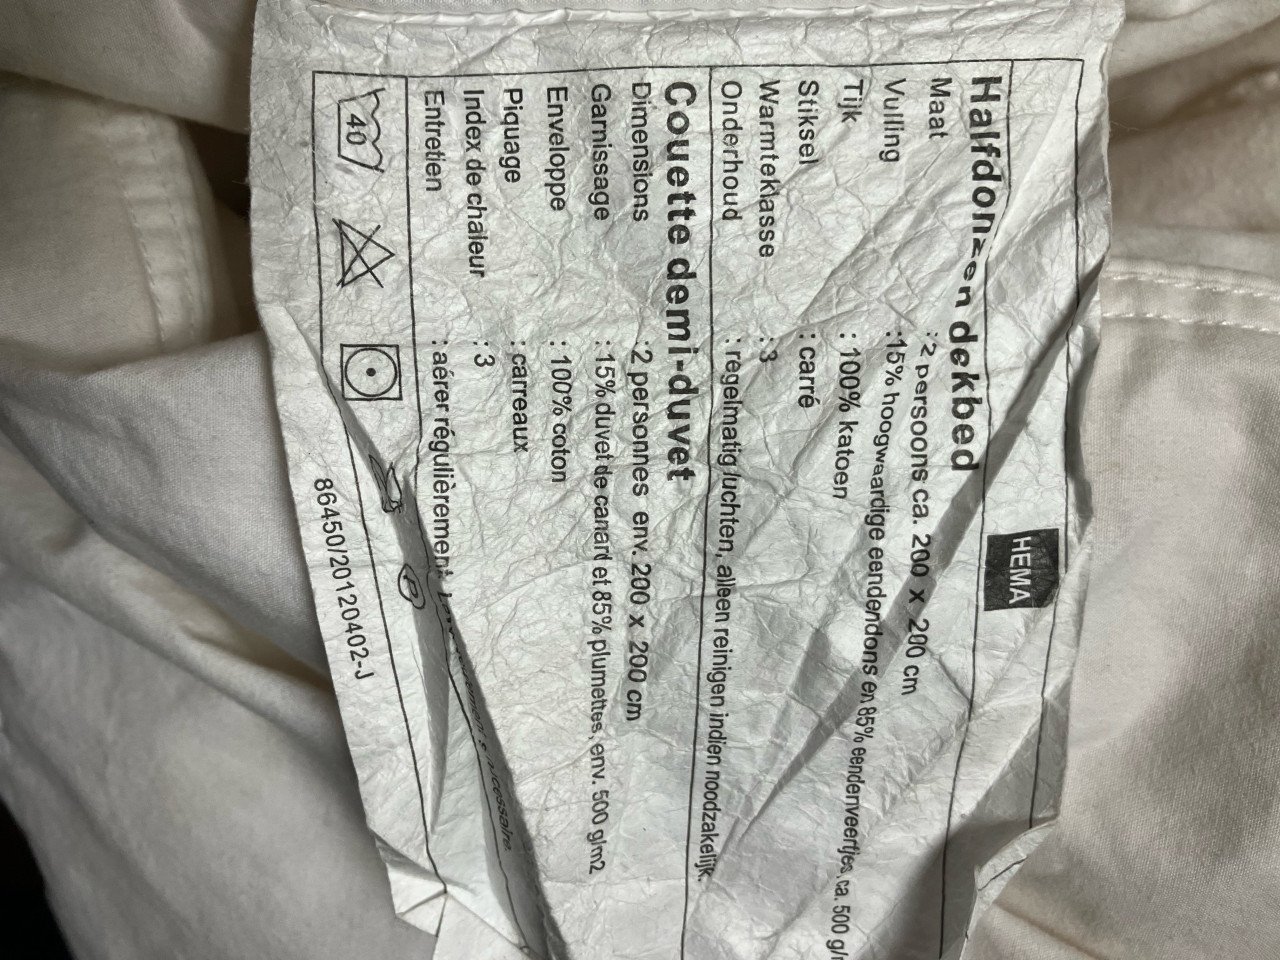 HEMA
Halfdonzen dekbed
Maat : 2 persoons ca. 200 x 200 cm
Vulling : 15% hoogwaardige eendendons en 85% eendenveertjes, ca. 500 g/
Tijk : 100% katoen
Stiksel : carré
Warmteklasse : 3
Onderhoud : regelmatig luchten, alleen reinigen indien noodzakelijk.
Couette demi-duvet
Dimensions : 2 personnes env. 200 x 200 cm
Garnissage : 15% duvet de canard et 85% plumettes, env. 500 g/m2
Enveloppe : 100% coton
Piquage : carreaux
Index de chaleur : 3
Entretien : aérer régulièrement. nécessaire.
40
P
86450/20120402-J